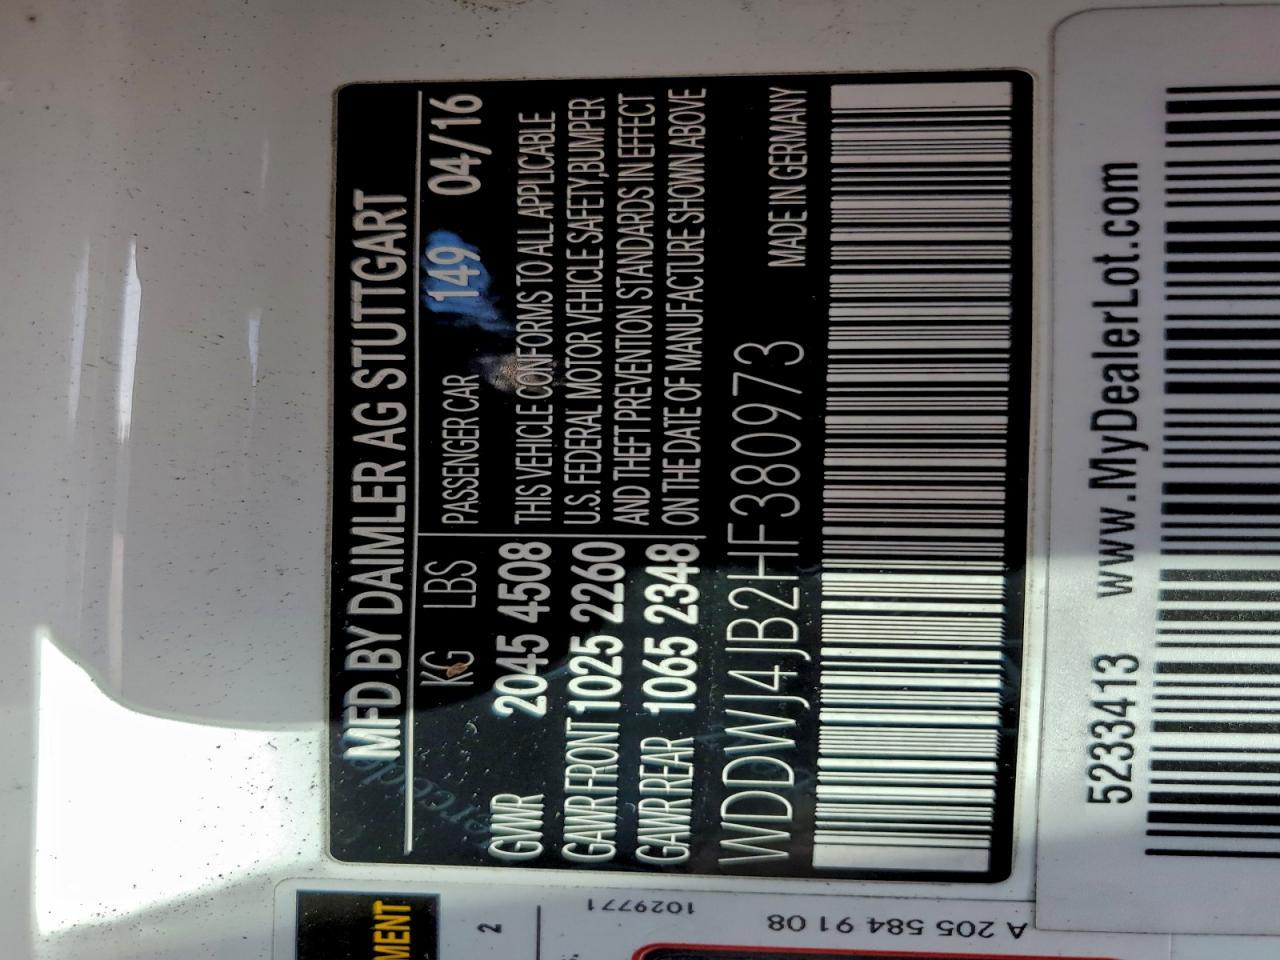 MFD BY DAIMLER AG STUTTGART
KG LBS PASSENGER CAR 149 04/16
GVWR 2045 4508 THIS VEHICLE CONFORMS TO ALL APPLICABLE
GAWR FRONT 1025 2260 U.S. FEDERAL MOTOR VEHICLE SAFETY,BUMPER
GAWR REAR 1065 2348 AND THEFT PREVENTION STANDARDS IN EFFECT
ON THE DATE OF MANUFACTURE SHOWN ABOVE
WDDWJ4JB2HF380973 MADE IN GERMANY
5233413 www.MyDealerLot.com
MENT
2
1029771
A 205 584 91 08